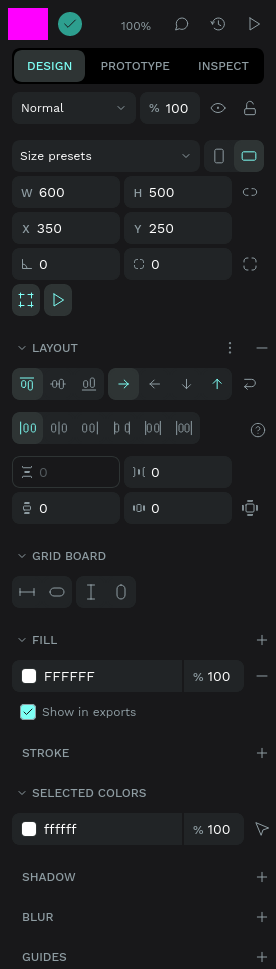 100%
DESIGN PROTOTYPE INSPECT
Normal % 100
Size presets
W 600 H 500
X 350 Y 250
0 0
LAYOUT
0 0
0 0
GRID BOARD
FILL
FFFFFF % 100
Show in exports
STROKE
SELECTED COLORS
ffffff % 100
SHADOW
BLUR
GUIDES